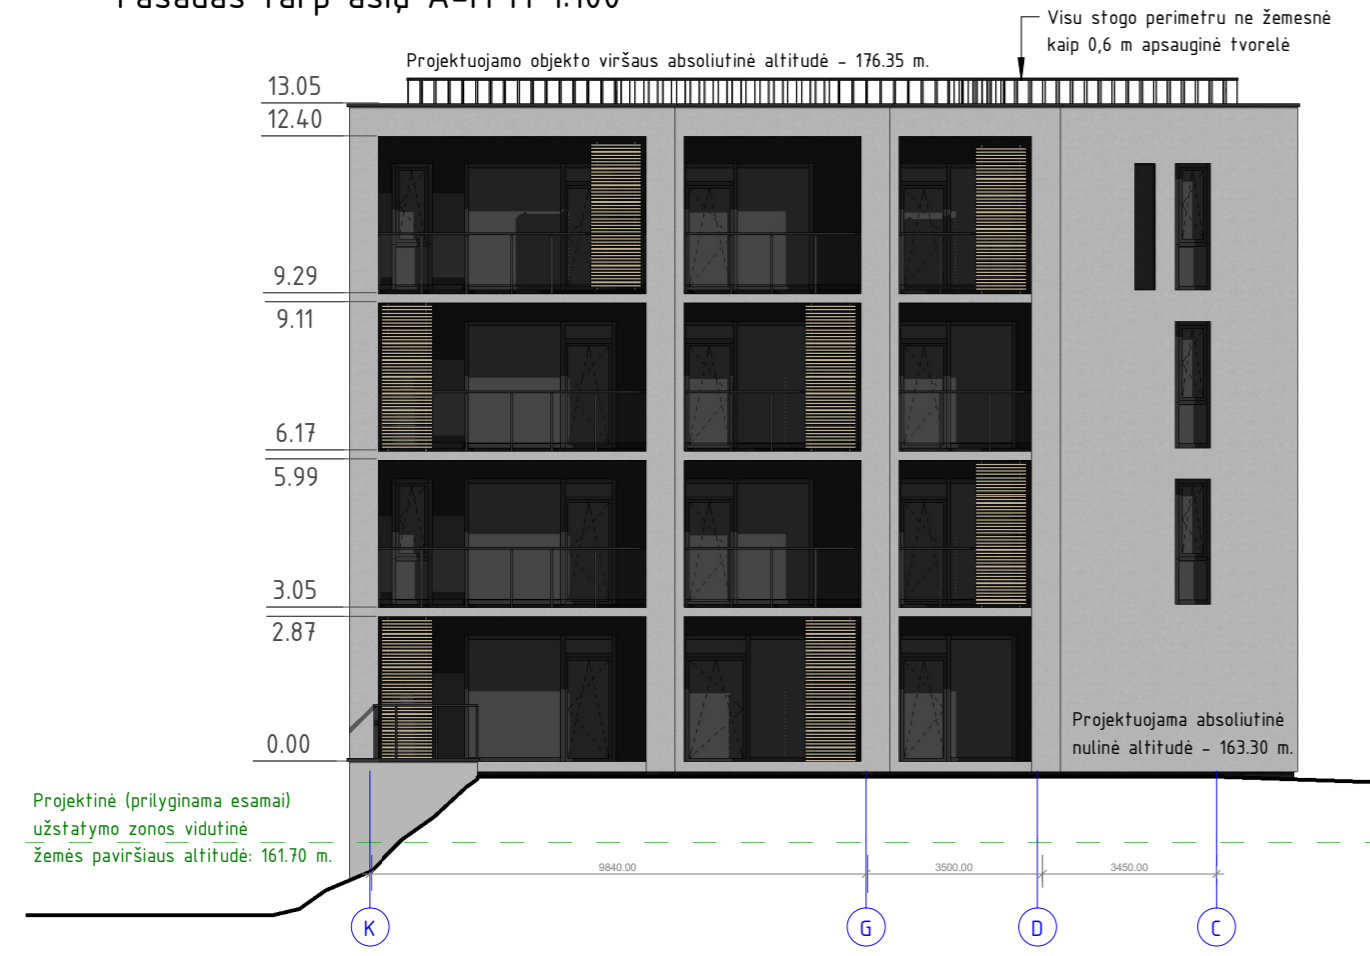 Visu stogo perimetru ne žemesnė
kaip 0,6 m apsauginė tvorelė
Projektuojamo objekto viršaus absoliutinė altitudė - 176.35 m.
13.05
12.40
9.29
9.11
6.17
5.99
3.05
2.87
0.00
Projektuojama absoliutinė
nulinė altitudė - 163.30 m.
Projektinė (prilyginama esamai)
užstatymo zonos vidutinė
žemės paviršiaus altitudė: 161.70 m.
9840.00 3500.00 3450.00
K G D C